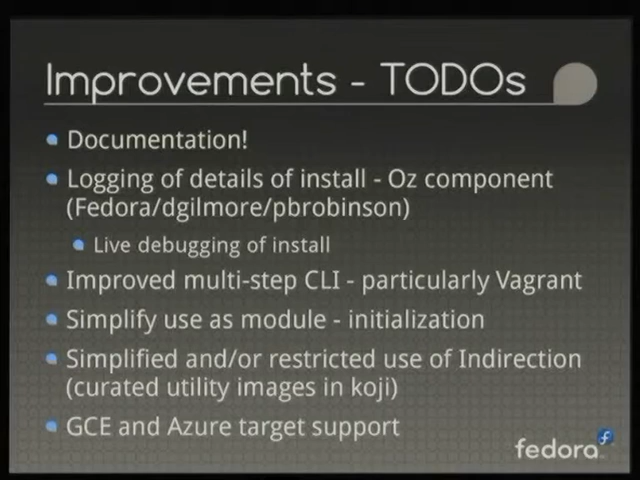 Improvements - TODOs
Documentation!
Logging of details of install - Oz component
(Fedora/dgilmore/pbrobinson)
Live debugging of install
Improved multi-step CLI - particularly Vagrant
Simplify use as module - initialization
Simplified and/or restricted use of Indirection
(curated utility images in koji)
GCE and Azure target support
fedora